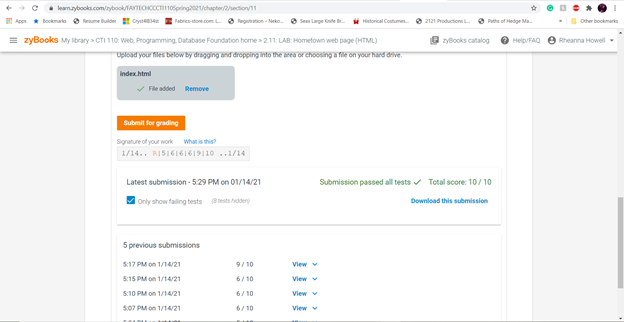 learn.zybooks.com/zybook/FAYTECHCCCTI110Spring2021/chapter/2/section/11
Apps Bookmarks Resume Builder CrystARE34st Fabrics-store.com: L... Registration – Neko... Seax Large Knife Br... Historical Costumes... 2121 Productions L... Paths of Hedge Ma... » Other bookmarks
zyBooks My library > CTI 110: Web, Programming, Database Foundation home > 2.11: LAB: Hometown web page (HTML) zyBooks catalog Help/FAQ Rheanna Howell
Upload your files below by dragging and dropping into the area or choosing a file on your hard drive.
index.html
File added Remove
Submit for grading
Signature of your work What is this?
1/14.. R|5|6|6|6|9|10 ..1/14
Latest submission - 5:29 PM on 01/14/21 Submission passed all tests Total score: 10 / 10
Only show failing tests (8 tests hidden) Download this submission
5 previous submissions
5:17 PM on 1/14/21 9 / 10 View
5:15 PM on 1/14/21 6 / 10 View
5:10 PM on 1/14/21 6 / 10 View
5:07 PM on 1/14/21 6 / 10 View